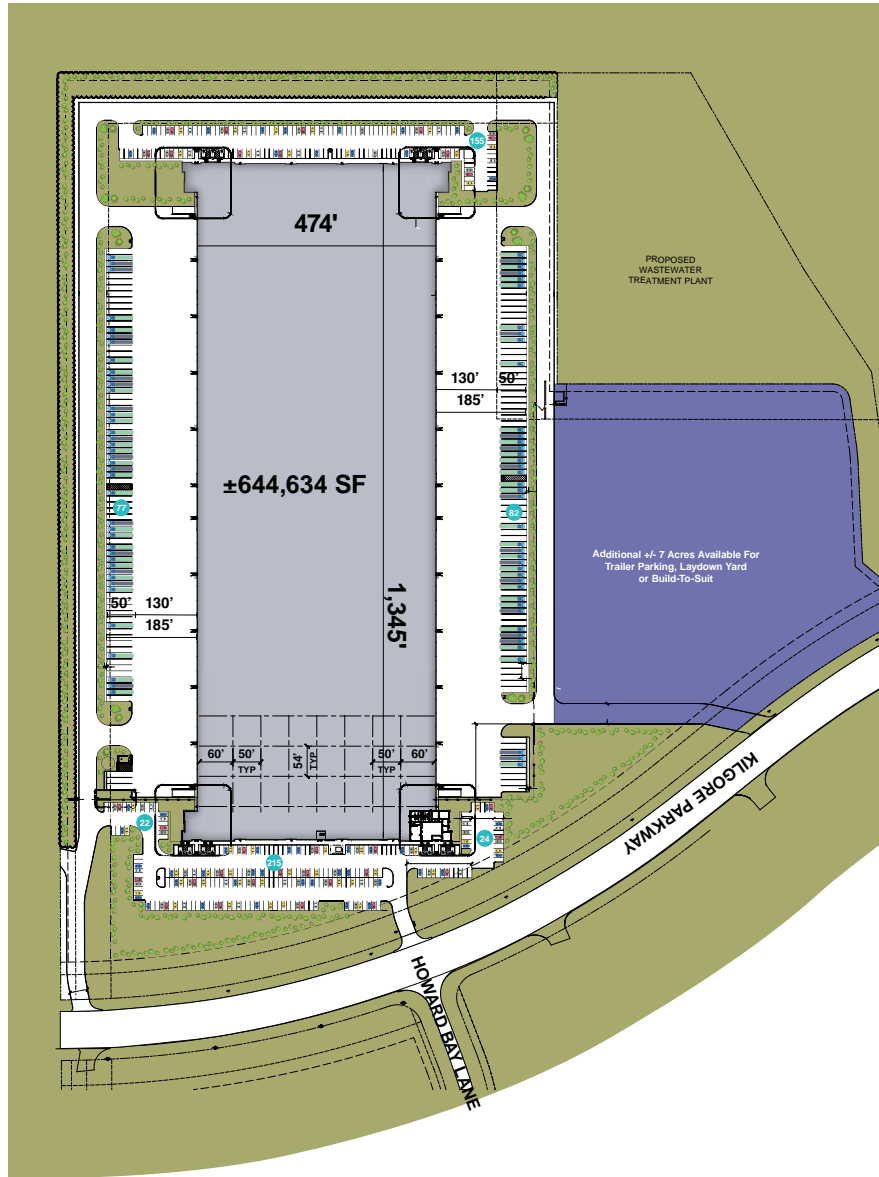 155
474'
PROPOSED
WASTEWATER
TREATMENT PLANT
130' 50'
185'
±644,634 SF
77
82
Additional +/- 7 Acres Available For
Trailer Parking, Laydown Yard
or Build-To-Suit
1,345'
50' 130'
185'
60' 50' 54' 50' 60'
TYP TYP TYP
KILGORE PARKWAY
22
24
215
HOWARD BAY LANE